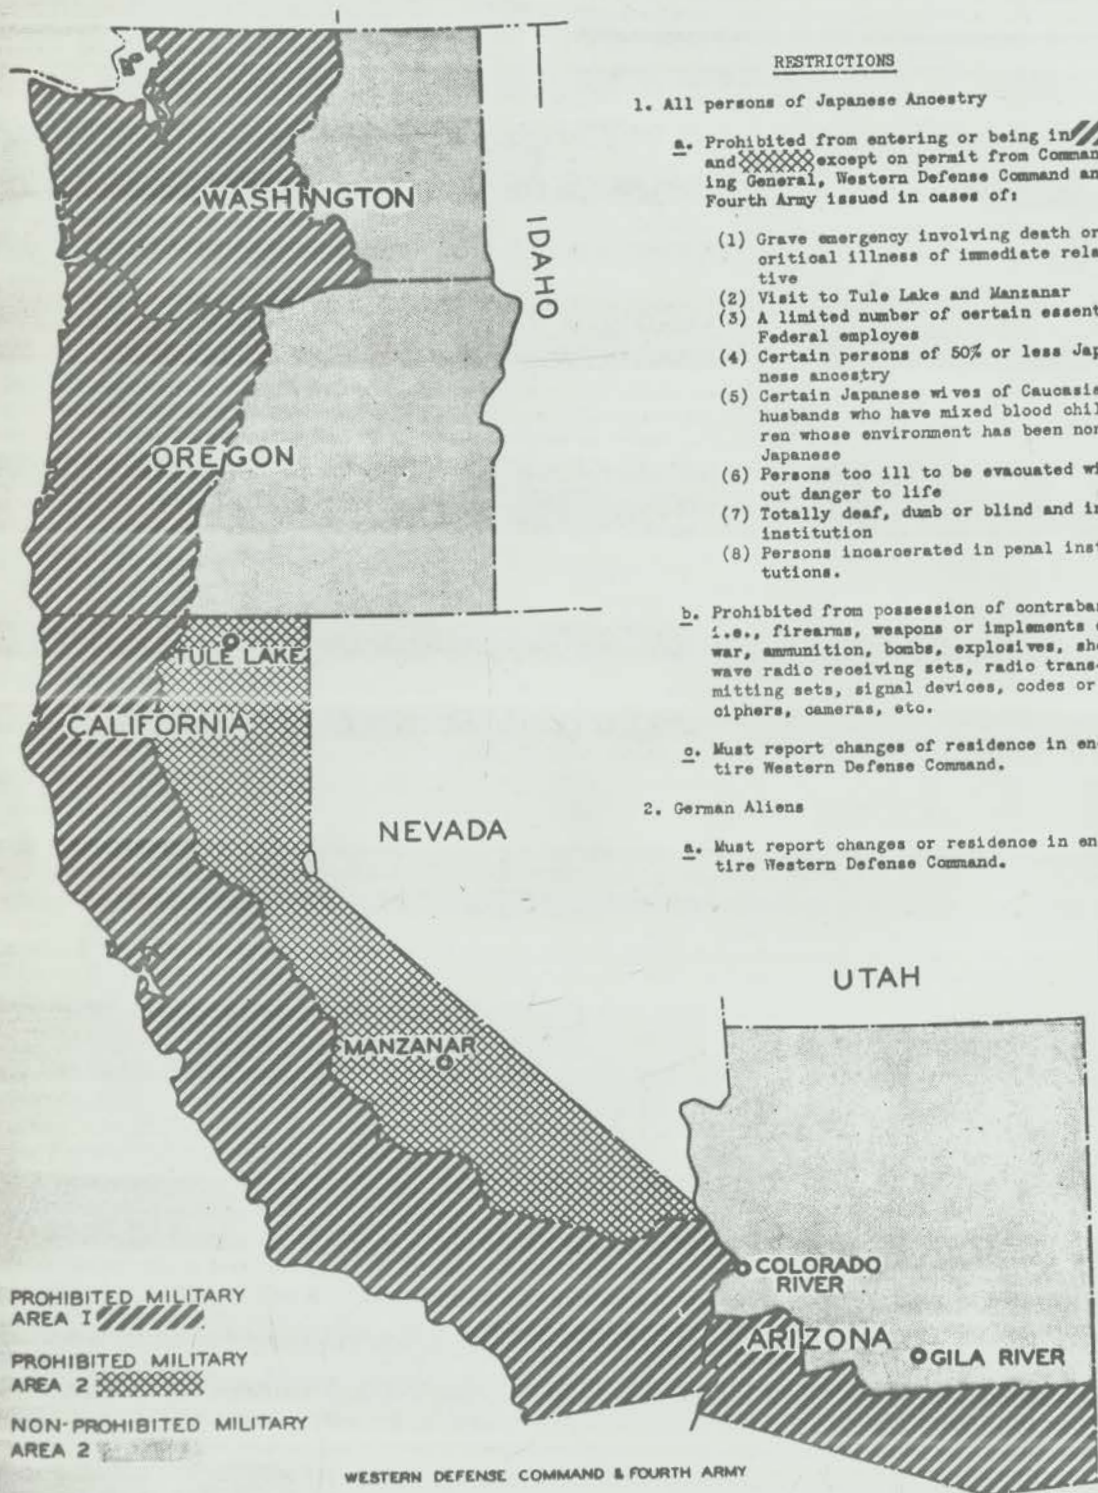 RESTRICTIONS
1. All persons of Japanese Ancestry
a. Prohibited from entering or being in
and except on permit from Comman
ing General, Western Defense Command an
Fourth Army issued in cases of:
(1) Grave emergency involving death or
critical illness of immediate rela
tive
(2) Visit to Tule Lake and Manzanar
(3) A limited number of certain essent
Federal employes
(4) Certain persons of 50% or less Jap
nese ancestry
(5) Certain Japanese wives of Caucasia
husbands who have mixed blood chil
ren whose environment has been non
Japanese
(6) Persons too ill to be evacuated wi
out danger to life
(7) Totally deaf, dumb or blind and in
institution
(8) Persons incarcerated in penal inst
tutions.
b. Prohibited from possession of contraban
i.e., firearms, weapons or implements o
war, ammunition, bombs, explosives, sho
wave radio receiving sets, radio trans-
mitting sets, signal devices, codes or
ciphers, cameras, etc.
c. Must report changes of residence in en
tire Western Defense Command.
2. German Aliens
a. Must report changes or residence in en
tire Western Defense Command.
WASHINGTON
IDAHO
OREGON
TULE LAKE
CALIFORNIA
NEVADA
UTAH
MANZANAR
COLORADO
RIVER
ARIZONA
GILA RIVER
PROHIBITED MILITARY
AREA I
PROHIBITED MILITARY
AREA 2
NON-PROHIBITED MILITARY
AREA 2
WESTERN DEFENSE COMMAND & FOURTH ARMY